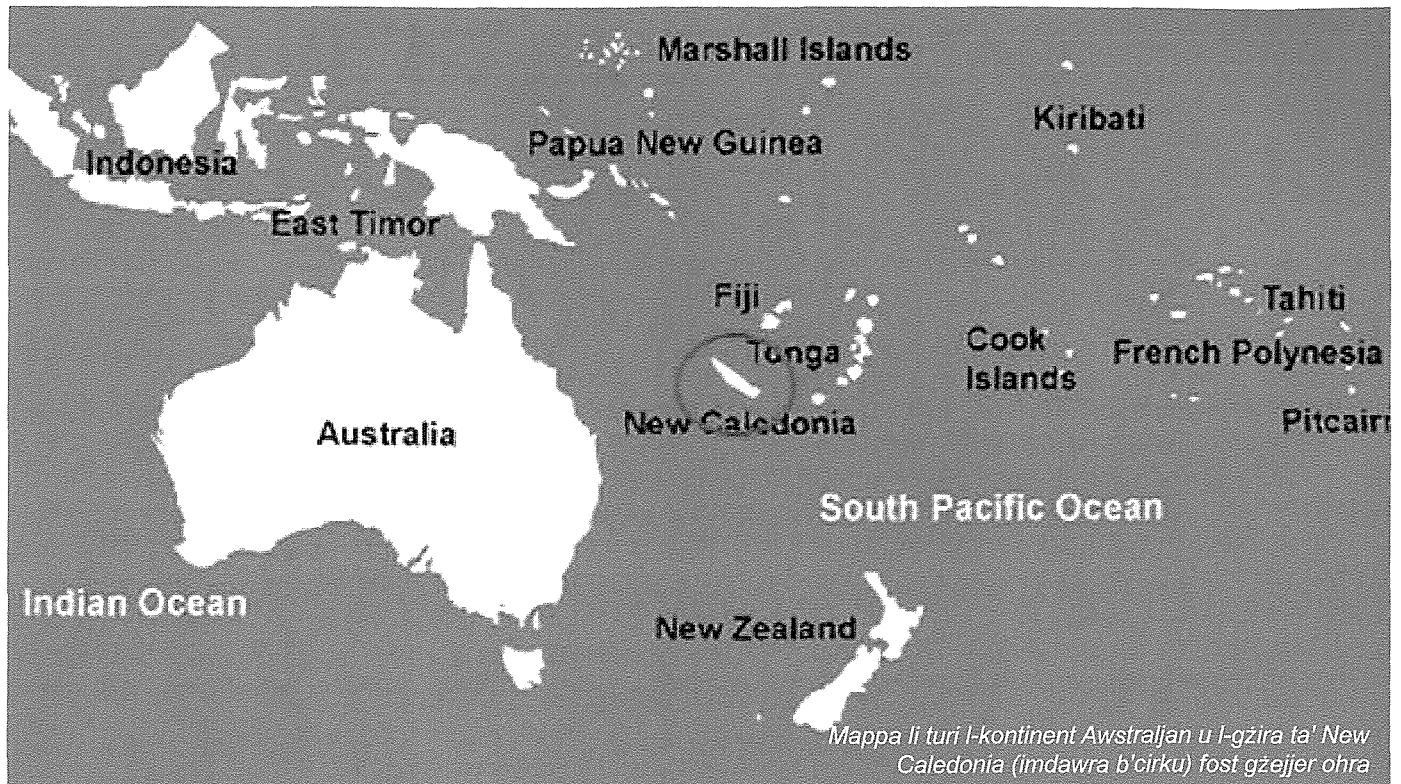 Marshall Islands
Kiribati
Papua New Guinea
Indonesia
East Timor
Fiji
Tahiti
Tonga
Cook
Islands
French Polynesia
New Caledonia
Pitcairn
Australia
South Pacific Ocean
Indian Ocean
New Zealand
Mappa li turi l-kontinent Awstraljan u l-gżira ta' New
Caledonia (imdawra b'ċirku) fost gżejjer ohra